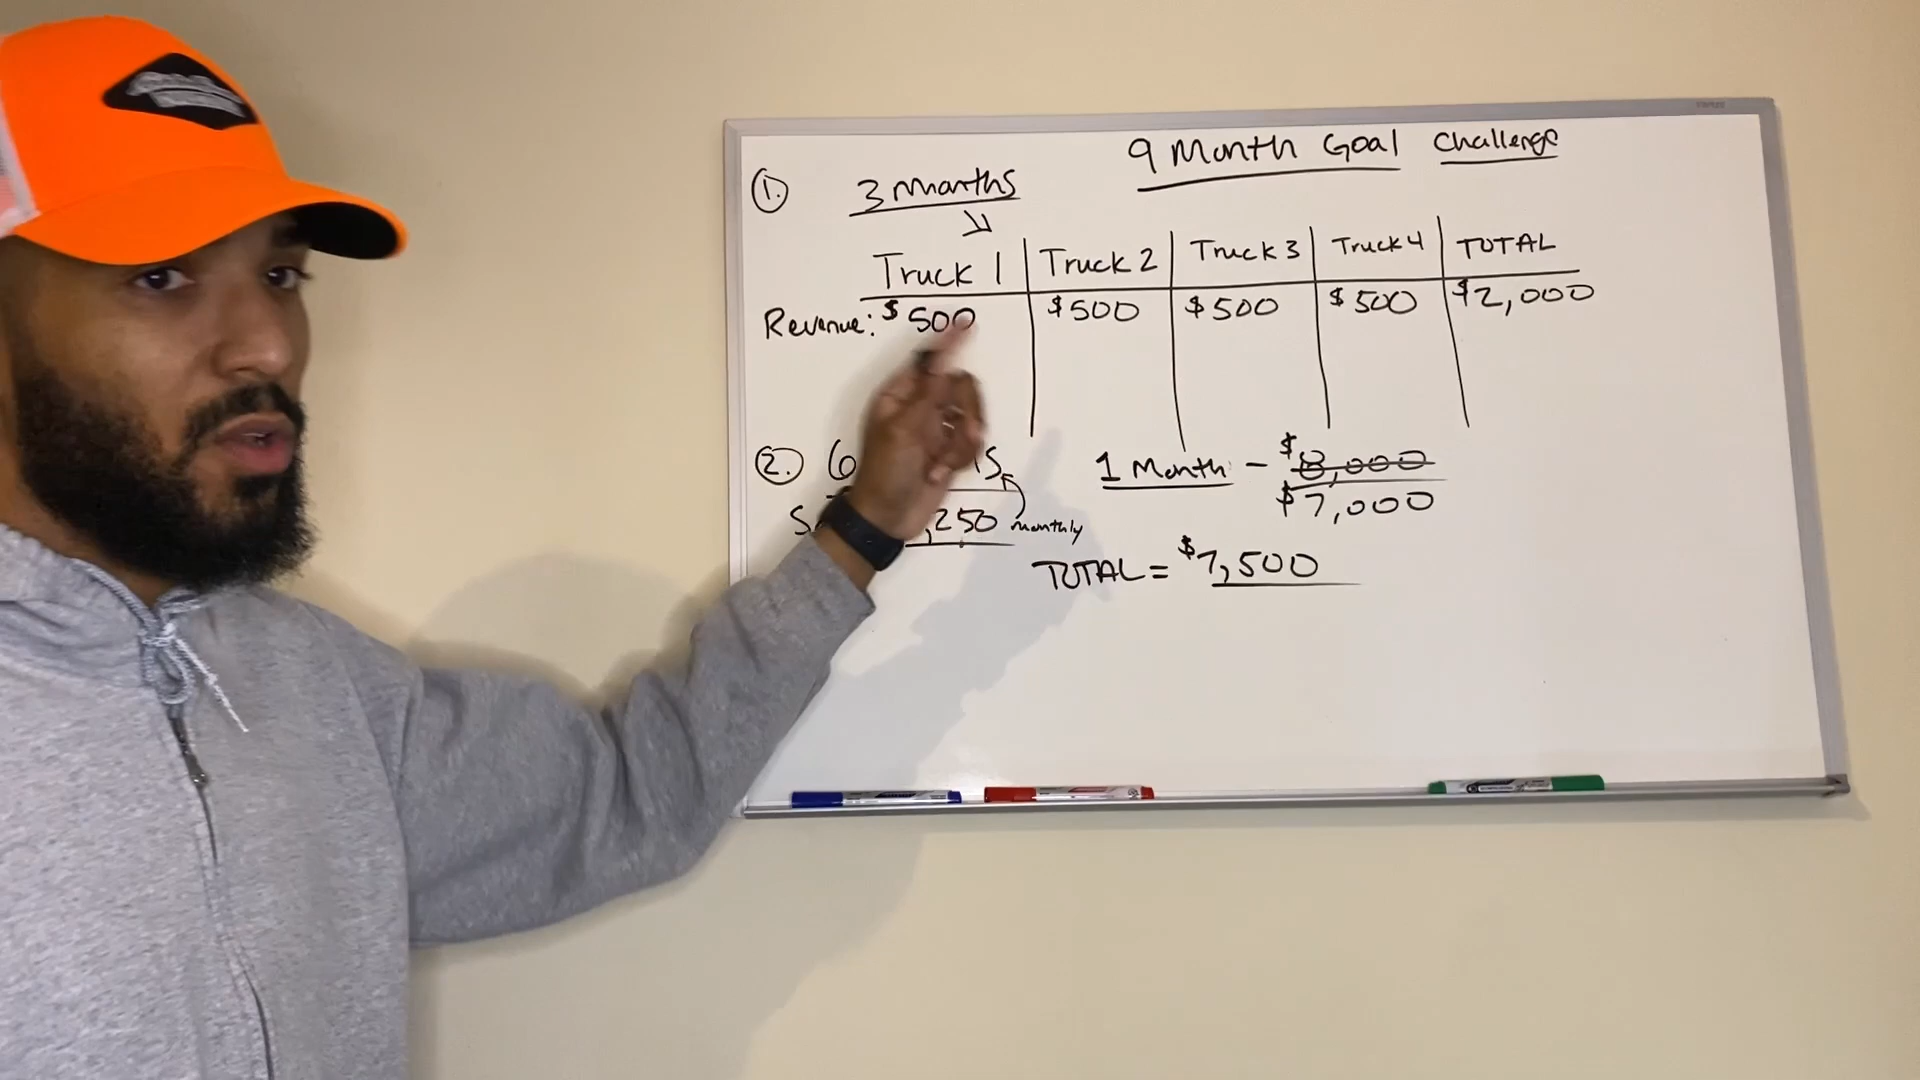 9 Month Goal Challenge
1. 3 Months
Truck 1 Truck 2 Truck 3 Truck 4 TOTAL
Revenue: $500 $500 $500 $500 $2,000
2. 6
1 Month - $8,000
$7,000
,250 monthly
TOTAL = $7,500